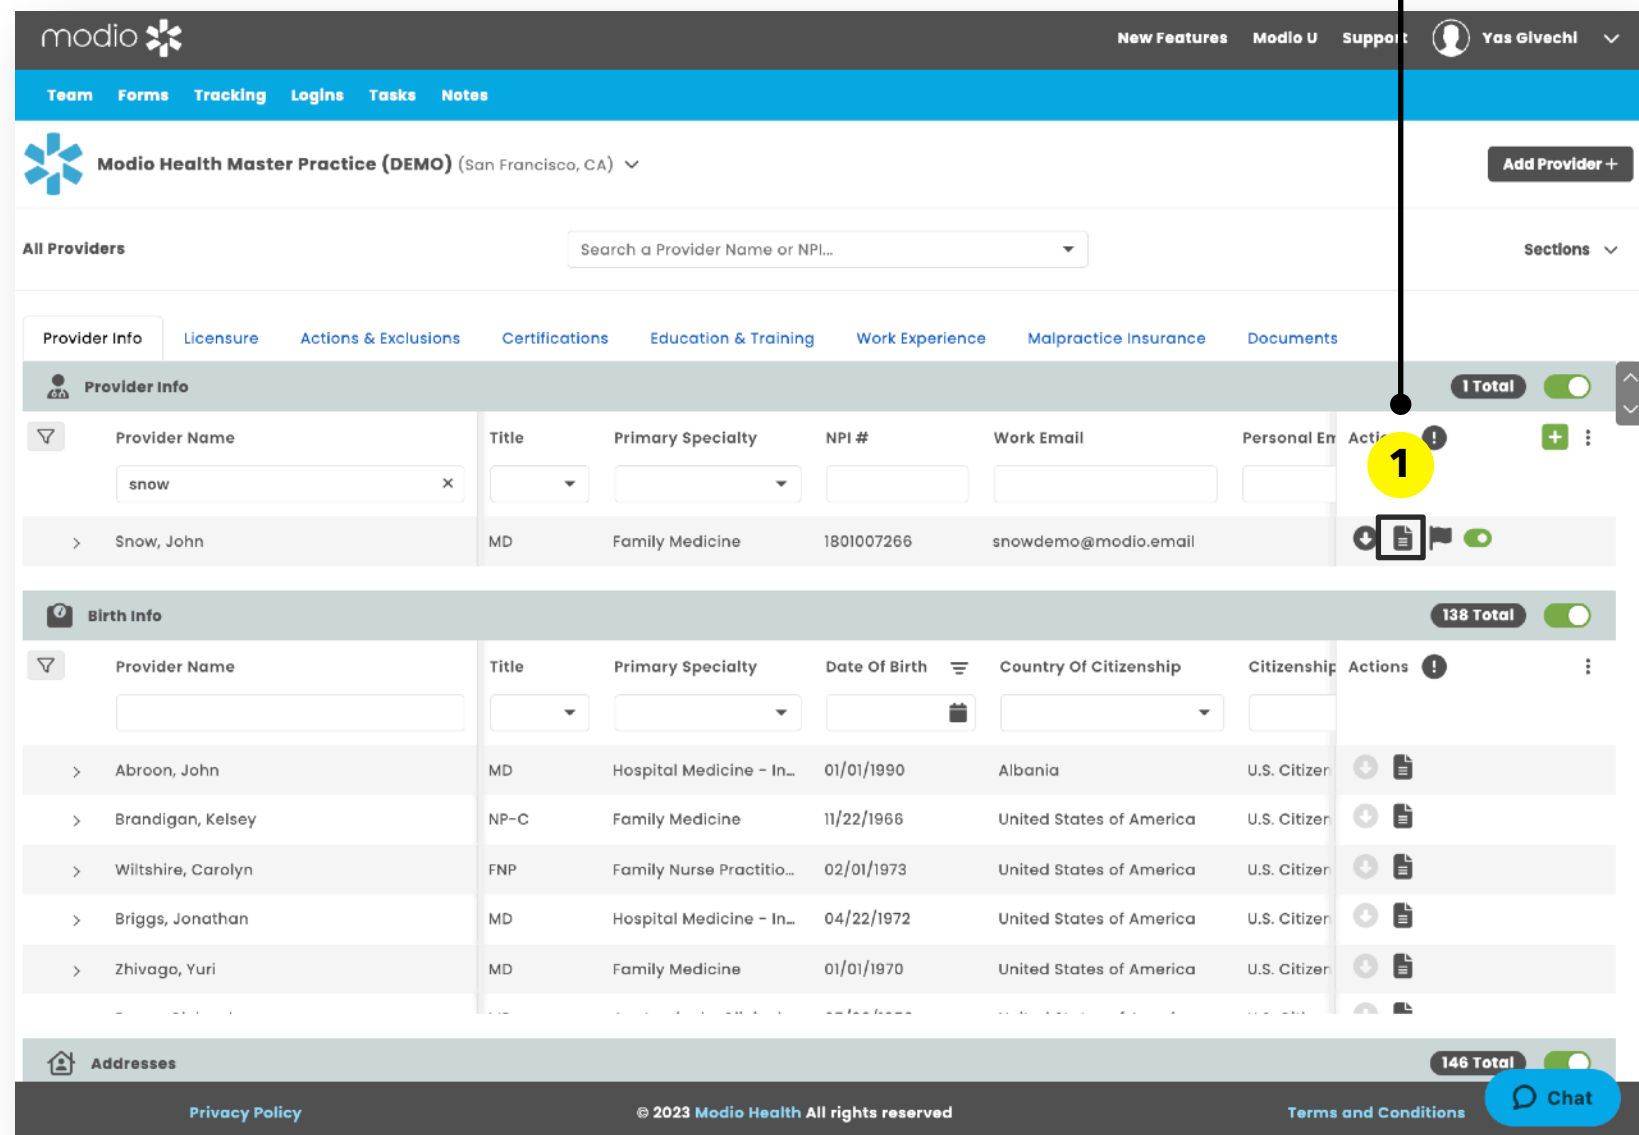 modio
New Features Modio U Support Yas Givechi
Team Forms Tracking Logins Tasks Notes
Modio Health Master Practice (DEMO) (San Francisco, CA)
Add Provider +
All Providers
Search a Provider Name or NPI...
Sections
Provider Info Licensure Actions & Exclusions Certifications Education & Training Work Experience Malpractice Insurance Documents
Provider Info 1 Total
Provider Name Title Primary Specialty NPI # Work Email Personal Em
1
snow
Snow, John MD Family Medicine 1801007266 snowdemo@modio.email
Birth Info 138 Total
Provider Name Title Primary Specialty Date Of Birth Country Of Citizenship Citizenship Actions
Abroon, John MD Hospital Medicine - In... 01/01/1990 Albania U.S. Citizen
Brandigan, Kelsey NP-C Family Medicine 11/22/1966 United States of America U.S. Citizen
Wiltshire, Carolyn FNP Family Nurse Practitio... 02/01/1973 United States of America U.S. Citizen
Briggs, Jonathan MD Hospital Medicine - In... 04/22/1972 United States of America U.S. Citizen
Zhivago, Yuri MD Family Medicine 01/01/1970 United States of America U.S. Citizen
Addresses 146 Total
Privacy Policy © 2023 Modio Health All rights reserved Terms and Conditions
Chat